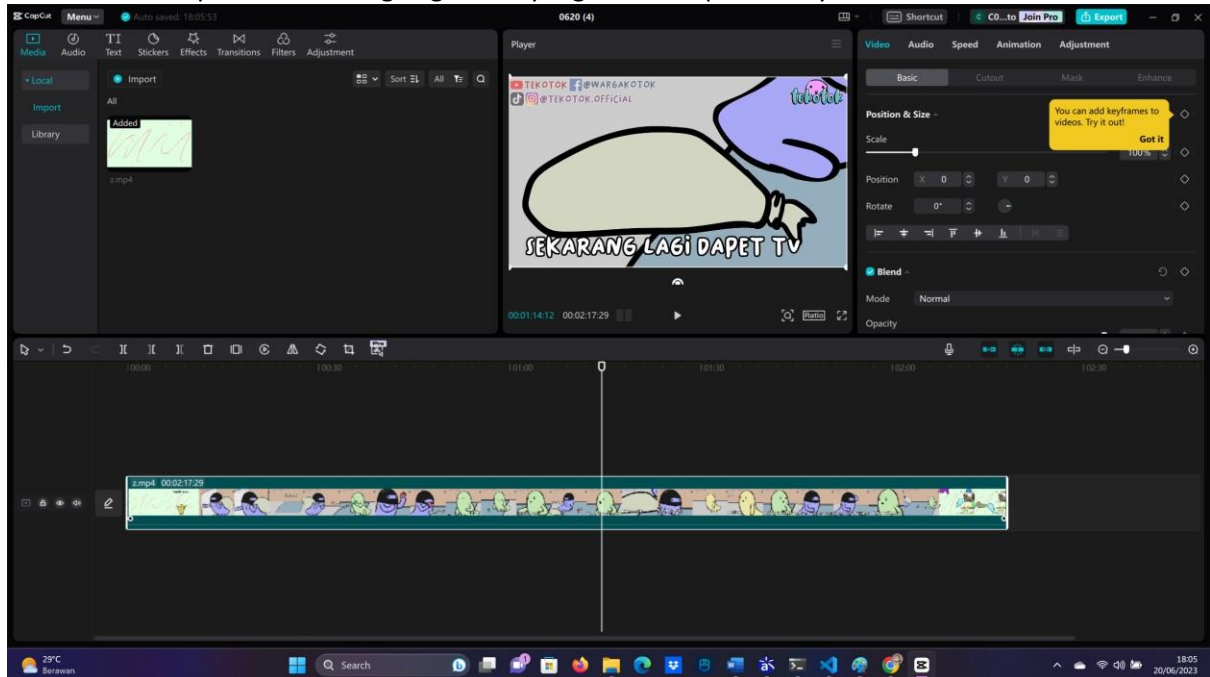 CapCut Menu Auto saved: 18:05:53 0620 (4) Shortcut C0...to Join Pro Export
Media Audio Text Stickers Effects Transitions Filters Adjustment
Player
Video Audio Speed Animation Adjustment
Local
Import
Library
Import
Sort All
All
Added
z.mp4
TEKOTOK @WARGAKOTOK
@TEKOTOK.OFFICIAL
tekotok
SEKARANG LAGI DAPET TV
00:01:14:12 00:02:17:29
Ratio
Basic Cutout Mask Enhance
Position & Size
You can add keyframes to
videos. Try it out!
Got it
Scale
100%
Position X 0 Y 0
Rotate 0°
Blend
Mode Normal
Opacity
00:00 00:30 01:00 01:30 02:00 02:30
z.mp4 00:02:17:29
29°C
Berawan
Search
18:05
20/06/2023